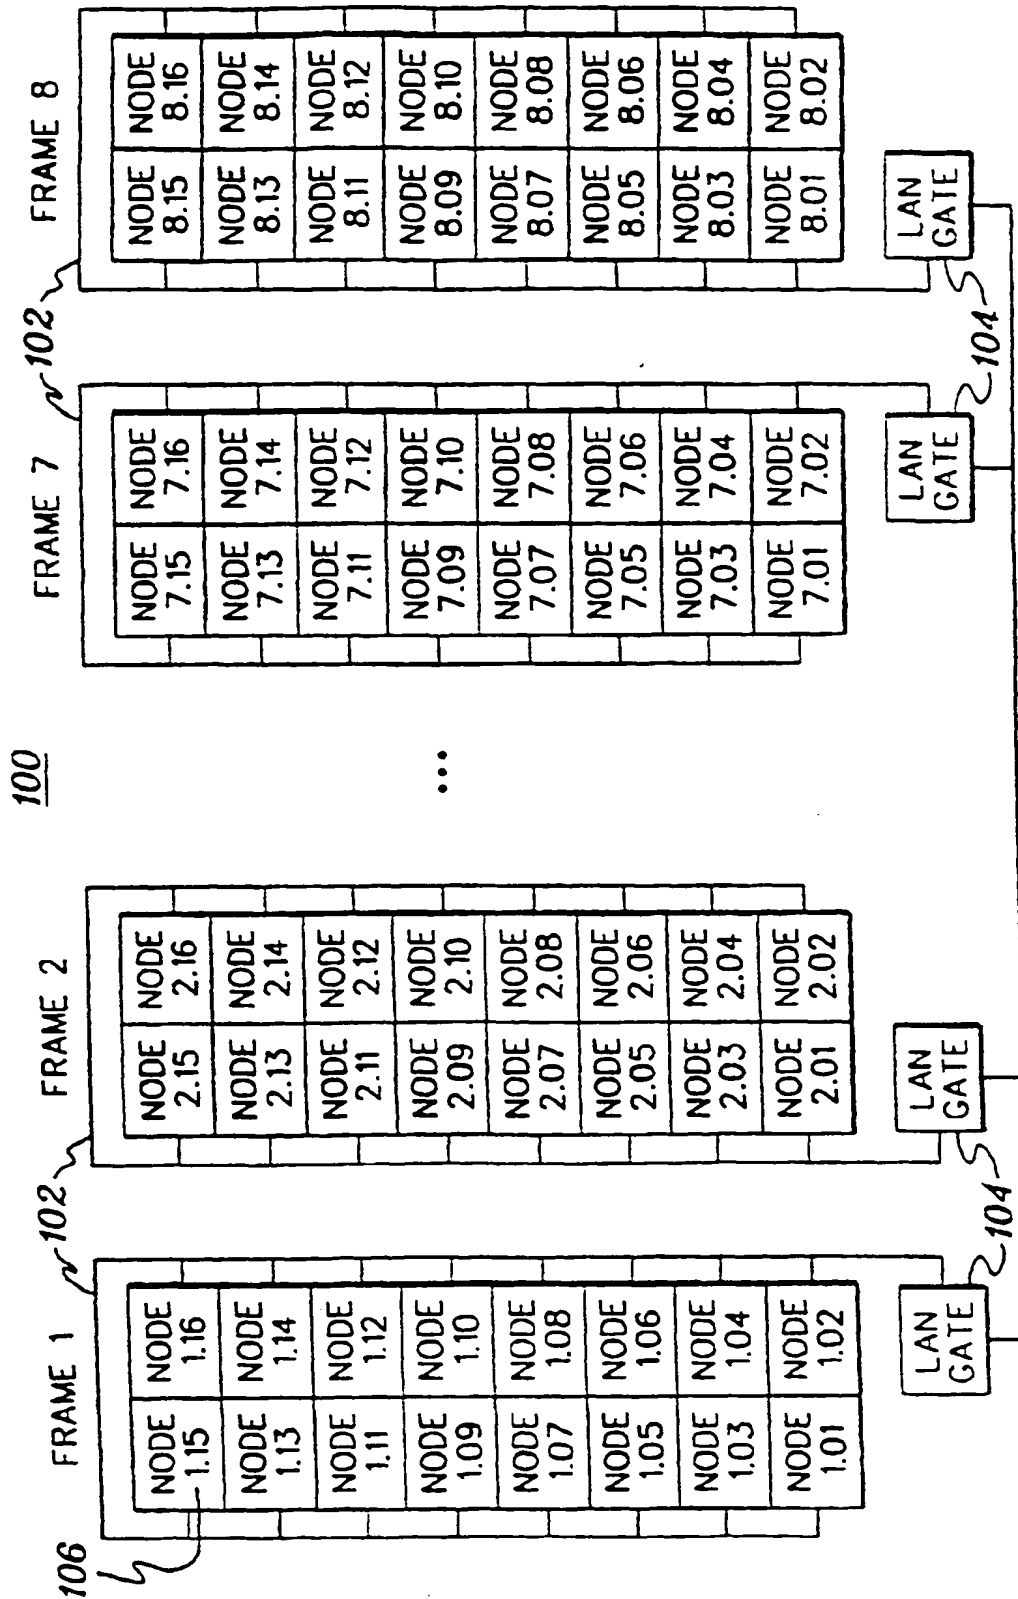 100
FRAME 1
102
106
NODE
1.15
NODE
1.16
NODE
1.13
NODE
1.14
NODE
1.11
NODE
1.12
NODE
1.09
NODE
1.10
NODE
1.07
NODE
1.08
NODE
1.05
NODE
1.06
NODE
1.03
NODE
1.04
NODE
1.01
NODE
1.02
LAN
GATE
104
FRAME 2
NODE
2.15
NODE
2.16
NODE
2.13
NODE
2.14
NODE
2.11
NODE
2.12
NODE
2.09
NODE
2.10
NODE
2.07
NODE
2.08
NODE
2.05
NODE
2.06
NODE
2.03
NODE
2.04
NODE
2.01
NODE
2.02
LAN
GATE
...
FRAME 7
102
NODE
7.15
NODE
7.16
NODE
7.13
NODE
7.14
NODE
7.11
NODE
7.12
NODE
7.09
NODE
7.10
NODE
7.07
NODE
7.08
NODE
7.05
NODE
7.06
NODE
7.03
NODE
7.04
NODE
7.01
NODE
7.02
LAN
GATE
104
FRAME 8
NODE
8.15
NODE
8.16
NODE
8.13
NODE
8.14
NODE
8.11
NODE
8.12
NODE
8.09
NODE
8.10
NODE
8.07
NODE
8.08
NODE
8.05
NODE
8.06
NODE
8.03
NODE
8.04
NODE
8.01
NODE
8.02
LAN
GATE